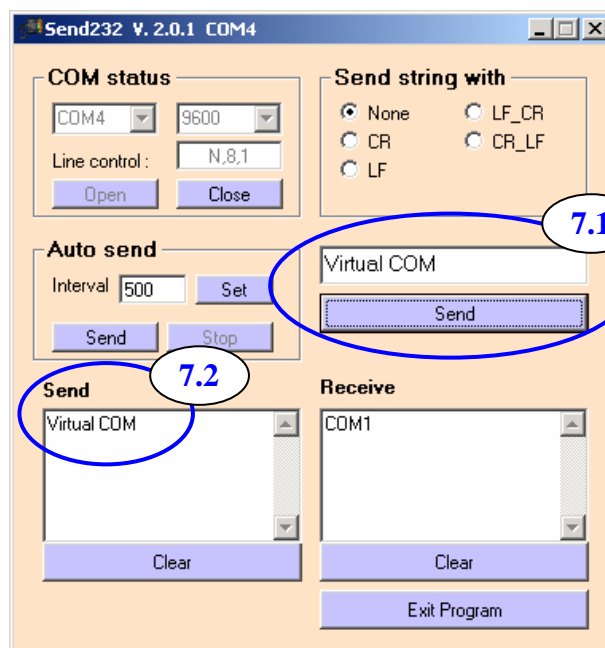 Send232 V. 2.0.1 COM4
COM status
COM4 9600
Line control : N,8,1
Open Close
Send string with
None LF_CR
CR CR_LF
LF
7.1
Auto send
Interval 500 Set
Send Stop
Virtual COM
Send
7.2
Send
Virtual COM
Clear
Receive
COM1
Clear
Exit Program